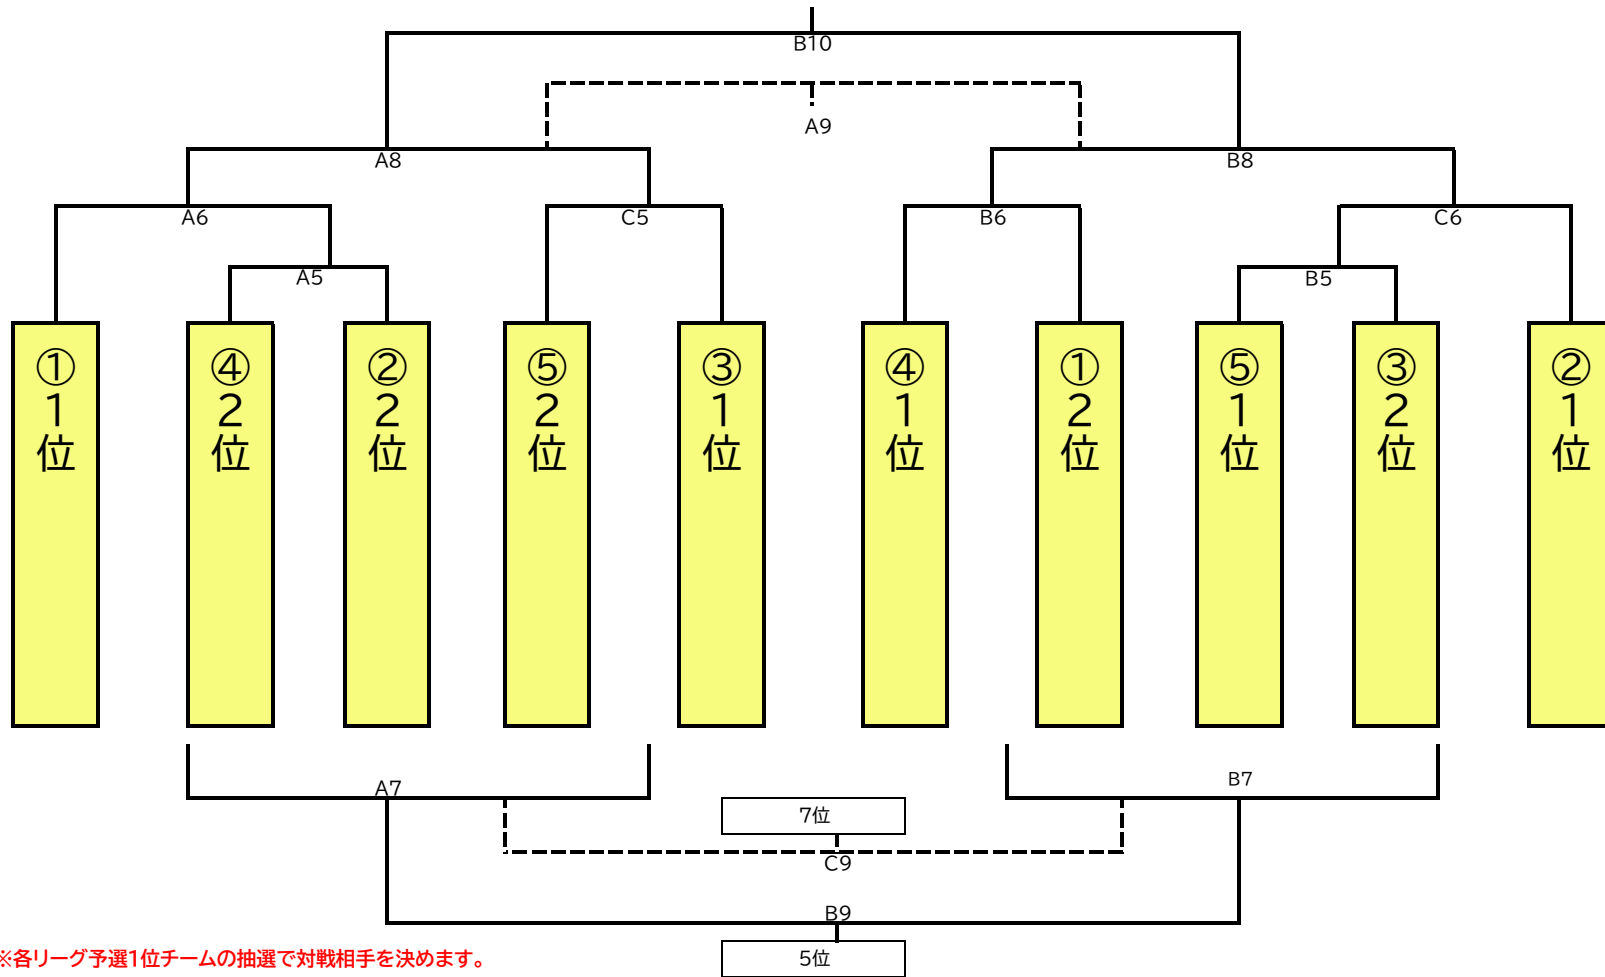 B10
A9
A8
B8
A6
C5
B6
C6
A5
B5
①1位
④2位
②2位
⑤2位
③1位
④1位
①2位
⑤1位
③2位
②1位
A7
B7
7位
C9
B9
5位
※各リーグ予選1位チームの抽選で対戦相手を決めます。